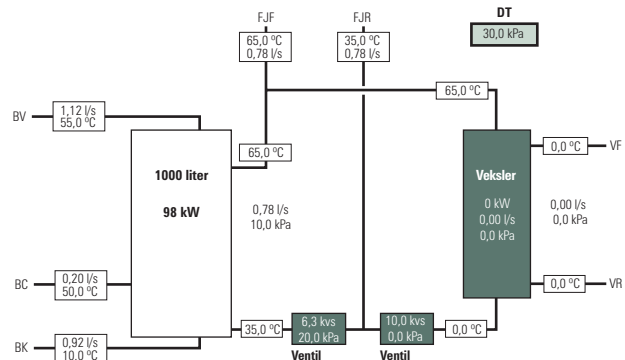 FJF
FJR
DT
65,0 ºC
0,78 l/s
35,0 ºC
0,78 l/s
30,0 kPa
65,0 ºC
BV
1,12 l/s
55,0 ºC
65,0 ºC
0,0 ºC
VF
1000 liter
98 kW
0,78 l/s
10,0 kPa
Veksler
0 kW
0,00 l/s
0,0 kPa
0,00 l/s
0,0 kPa
BC
0,20 l/s
50,0 ºC
0,0 ºC
VR
35,0 ºC
6,3 kvs
20,0 kPa
10,0 kvs
0,0 kPa
0,0 ºC
BK
0,92 l/s
10,0 ºC
Ventil
Ventil